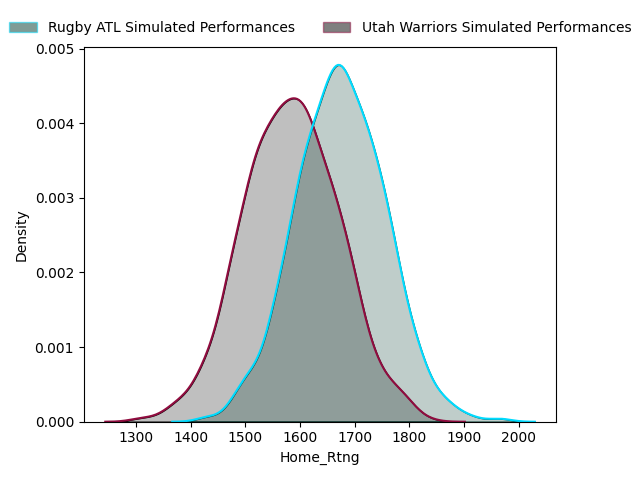 Rugby ATL Simulated Performances Utah Warriors Simulated Performances
0.005
0.004
0.003
0.002
0.001
0.000
Density
1300 1400 1500 1600 1700 1800 1900 2000
Home_Rtng